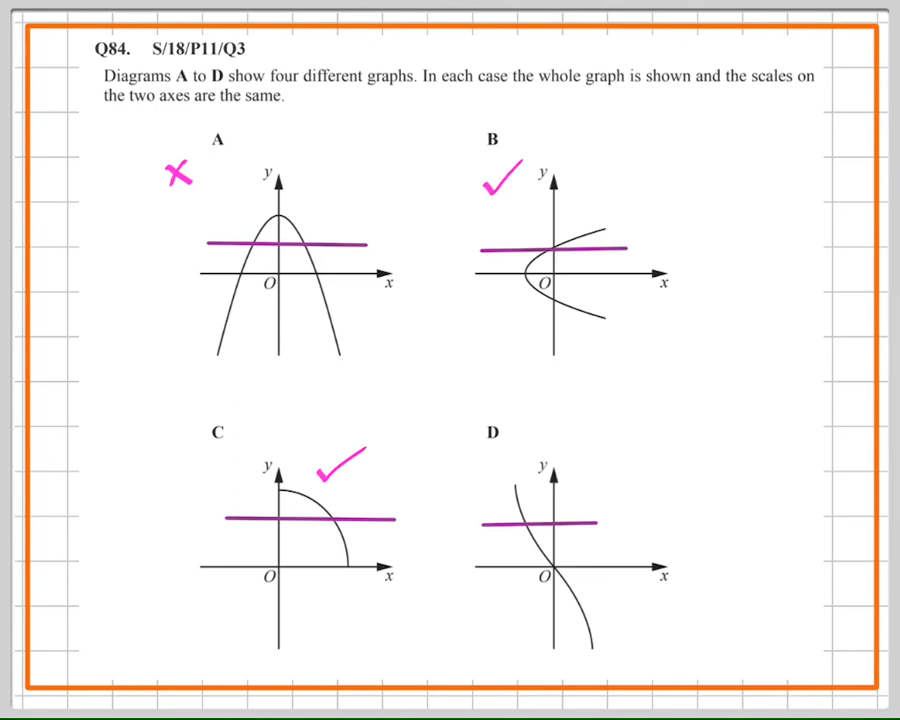 Q84. S/18/P11/Q3
Diagrams A to D show four different graphs. In each case the whole graph is shown and the scales on
the two axes are the same.
A B
y y
O x O x
C D
y y
O x O x